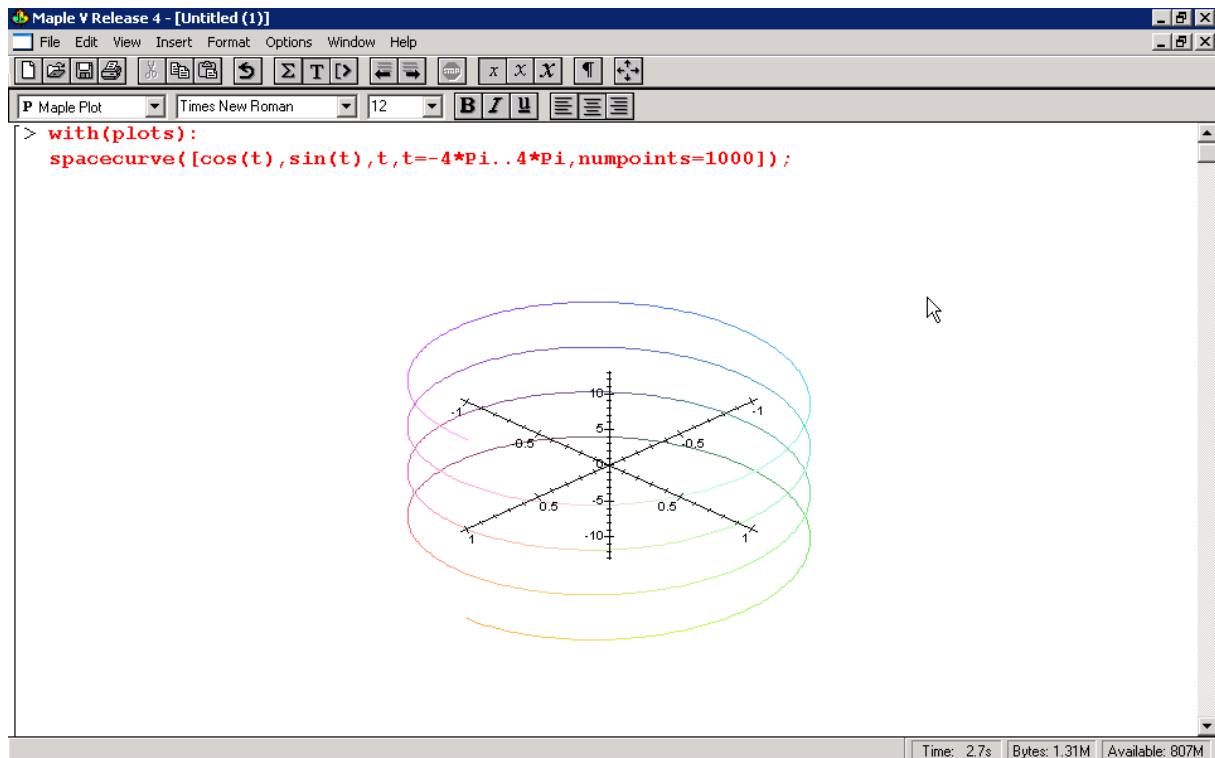 Maple V Release 4 - [Untitled (1)]
File Edit View Insert Format Options Window Help
Σ T [> STOP x x x ¶
P Maple Plot Times New Roman 12 B I u
[> with(plots):
spacecurve([cos(t),sin(t),t,t=-4*Pi..4*Pi,numpoints=1000]);
10
-1 -1
5
-0.5 -0.5
0
-5
0.5 0.5
-10
1 1
Time: 2.7s Bytes: 1.31M Available: 807M